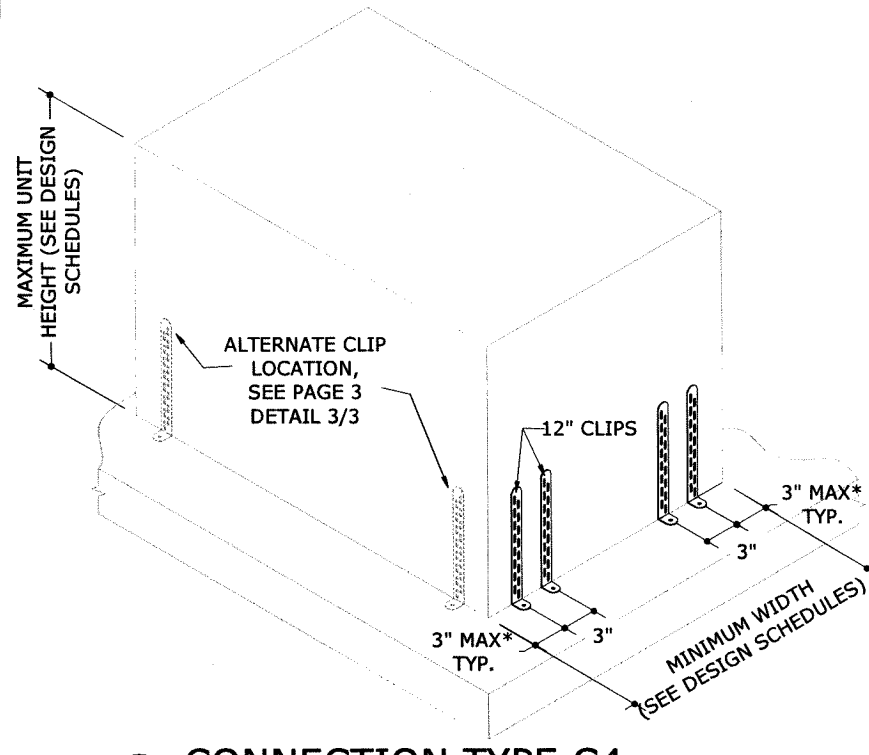 MAXIMUM UNIT
HEIGHT (SEE DESIGN
SCHEDULES)
ALTERNATE CLIP
LOCATION,
SEE PAGE 3
DETAIL 3/3
12" CLIPS
3" MAX*
TYP.
3"
3" MAX*
TYP.
3"
MINIMUM WIDTH
(SEE DESIGN SCHEDULES)
CONNECTION TYPE C4